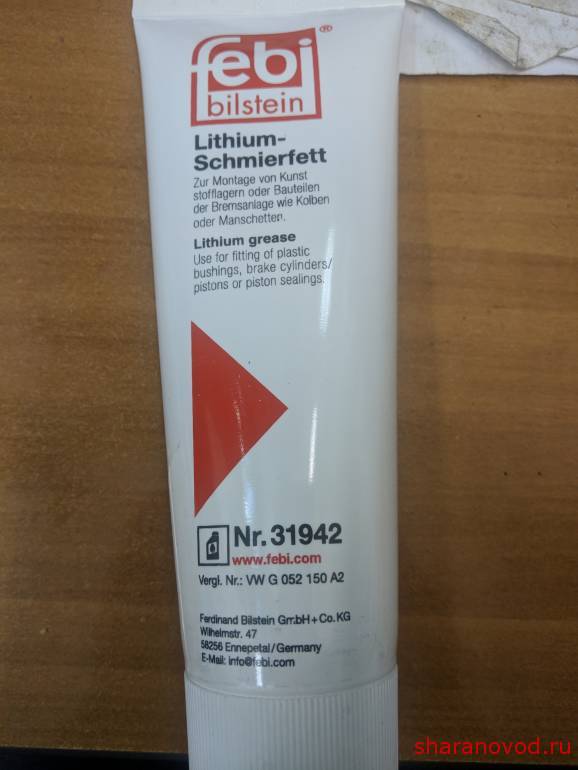 febi®
bilstein
Lithium-
Schmierfett
Zur Montage von Kunst
stofflagern oder Bauteilen
der Bremsanlage wie Kolben
oder Manschetten.
Lithium grease
Use for fitting of plastic
bushings, brake cylinders/
pistons or piston sealings.
Nr. 31942
www.febi.com
Vergl. Nr.: VW G 052 150 A2
Ferdinand Bilstein GmbH + Co. KG
Wilhelmstr. 47
58256 Ennepetal/Germany
E-Mail: info@febi.com
sharanovod.ru